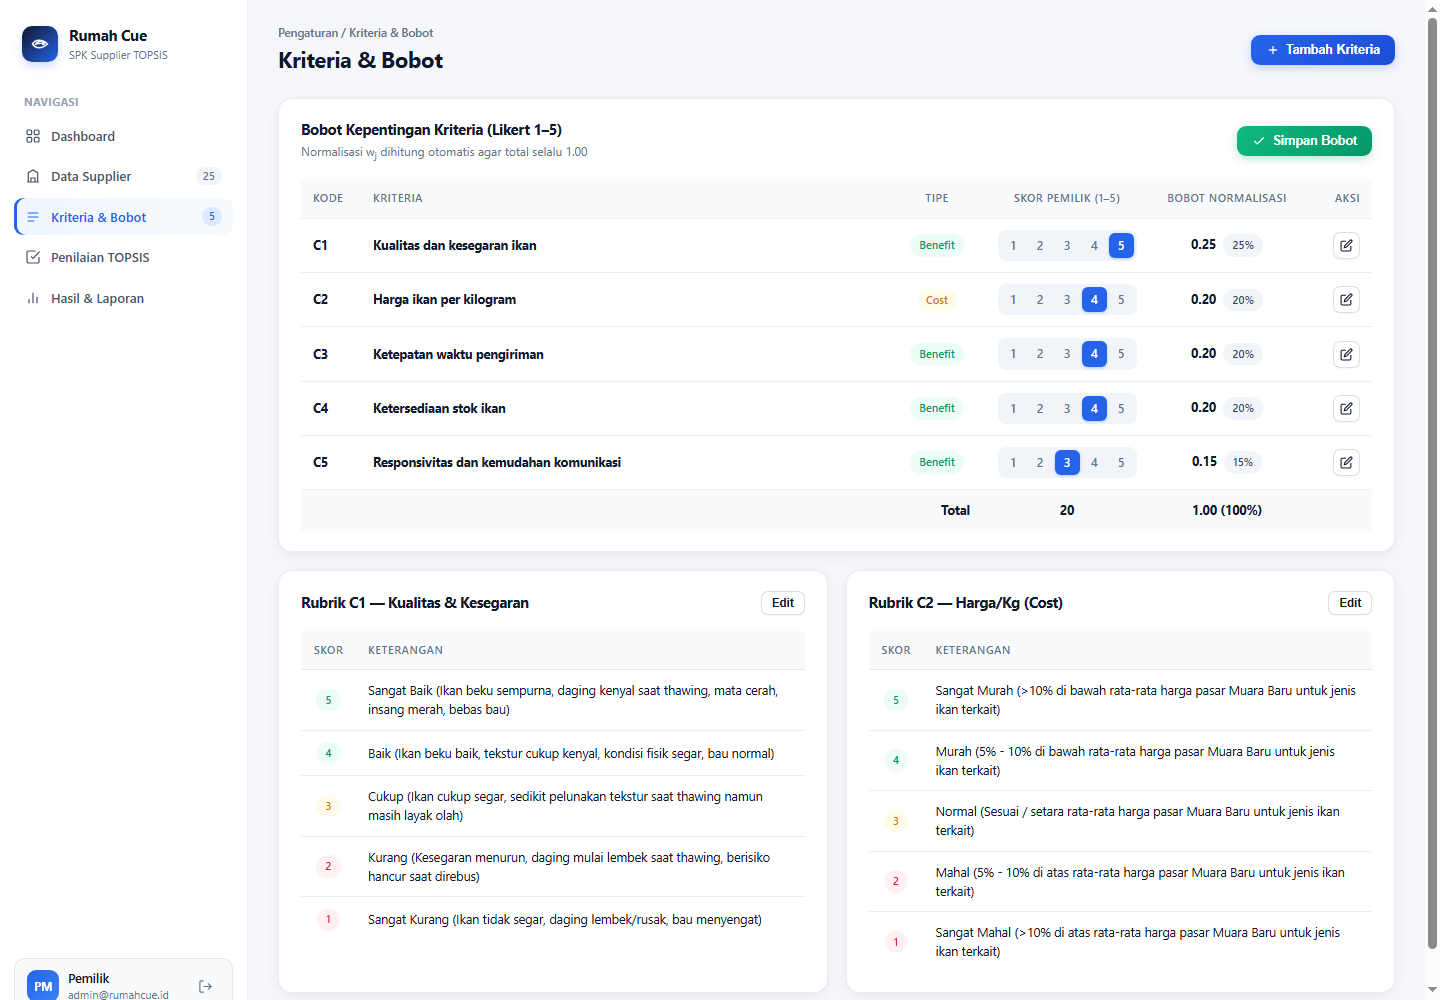 Rumah Cue
SPK Supplier TOPSIS
NAVIGASI
Dashboard
Data Supplier 25
Kriteria & Bobot 5
Penilaian TOPSIS
Hasil & Laporan
PM
Pemilik
admin@rumahcue.id
Pengaturan / Kriteria & Bobot
Kriteria & Bobot
+ Tambah Kriteria
Bobot Kepentingan Kriteria (Likert 1–5)
Normalisasi wj dihitung otomatis agar total selalu 1.00
Simpan Bobot
KODE KRITERIA TIPE SKOR PEMILIK (1–5) BOBOT NORMALISASI AKSI
C1 Kualitas dan kesegaran ikan Benefit 1 2 3 4 5 0.25 25%
C2 Harga ikan per kilogram Cost 1 2 3 4 5 0.20 20%
C3 Ketepatan waktu pengiriman Benefit 1 2 3 4 5 0.20 20%
C4 Ketersediaan stok ikan Benefit 1 2 3 4 5 0.20 20%
C5 Responsivitas dan kemudahan komunikasi Benefit 1 2 3 4 5 0.15 15%
Total 20 1.00 (100%)
Rubrik C1 — Kualitas & Kesegaran Edit
SKOR KETERANGAN
5 Sangat Baik (Ikan beku sempurna, daging kenyal saat thawing, mata cerah,
insang merah, bebas bau)
4 Baik (Ikan beku baik, tekstur cukup kenyal, kondisi fisik segar, bau normal)
3 Cukup (Ikan cukup segar, sedikit pelunakan tekstur saat thawing namun
masih layak olah)
2 Kurang (Kesegaran menurun, daging mulai lembek saat thawing, berisiko
hancur saat direbus)
1 Sangat Kurang (Ikan tidak segar, daging lembek/rusak, bau menyengat)
Rubrik C2 — Harga/Kg (Cost) Edit
SKOR KETERANGAN
5 Sangat Murah (>10% di bawah rata-rata harga pasar Muara Baru untuk jenis
ikan terkait)
4 Murah (5% - 10% di bawah rata-rata harga pasar Muara Baru untuk jenis
ikan terkait)
3 Normal (Sesuai / setara rata-rata harga pasar Muara Baru untuk jenis ikan
terkait)
2 Mahal (5% - 10% di atas rata-rata harga pasar Muara Baru untuk jenis ikan
terkait)
1 Sangat Mahal (>10% di atas rata-rata harga pasar Muara Baru untuk jenis
ikan terkait)